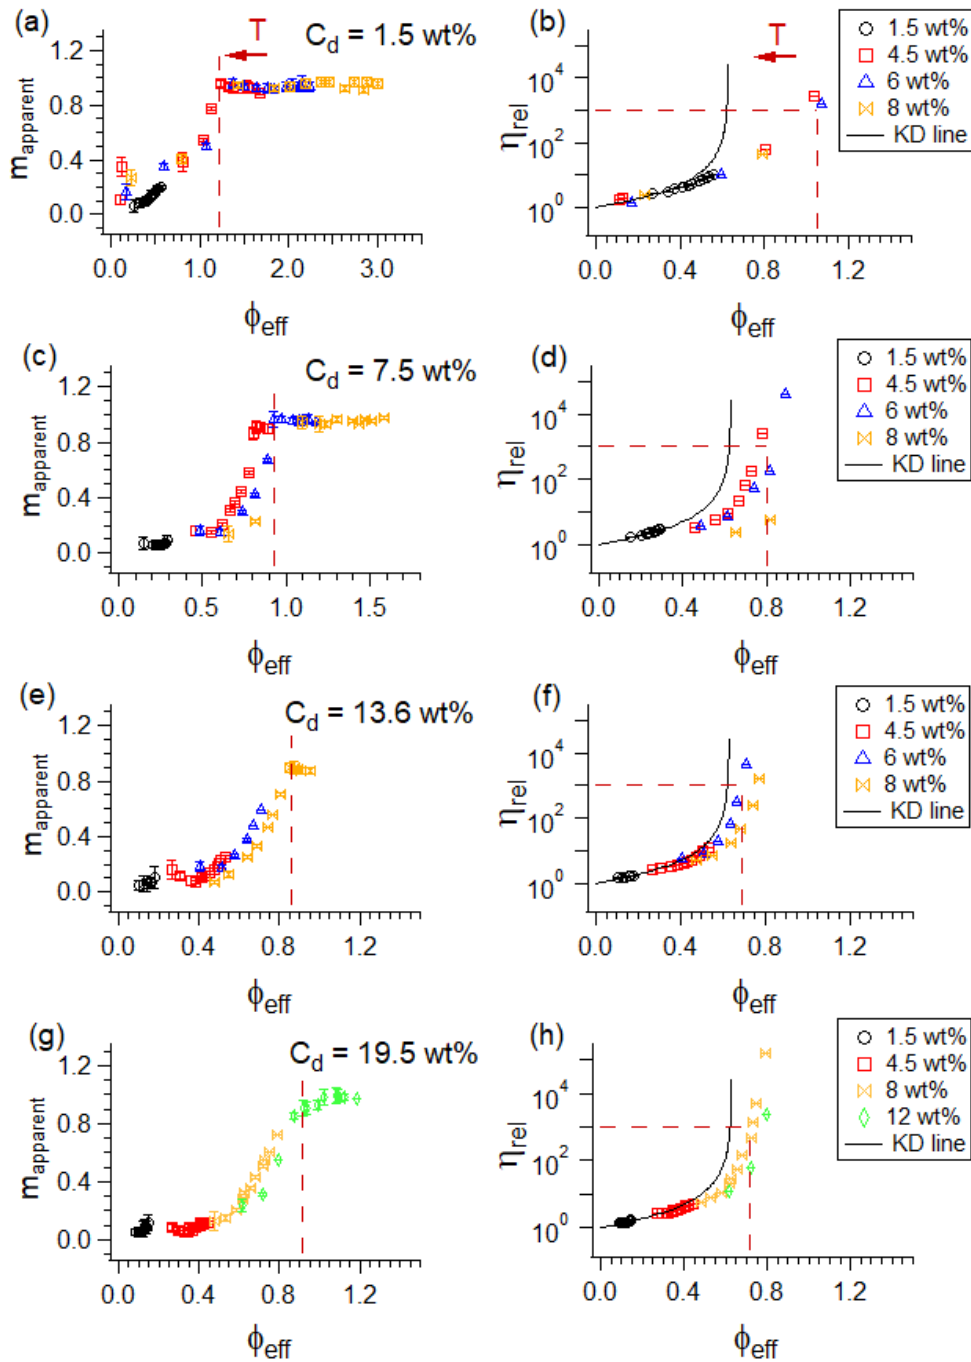 (a)
T
C_d = 1.5 wt%
m_apparent
1.2
0.8
0.4
0.0
0.0 1.0 2.0 3.0
ϕ_eff
(b)
T
1.5 wt%
4.5 wt%
6 wt%
8 wt%
KD line
η_rel
10^4
10^2
10^0
0.0 0.4 0.8 1.2
ϕ_eff
(c)
C_d = 7.5 wt%
m_apparent
1.2
0.8
0.4
0.0
0.0 0.5 1.0 1.5
ϕ_eff
(d)
1.5 wt%
4.5 wt%
6 wt%
8 wt%
KD line
η_rel
10^4
10^2
10^0
0.0 0.4 0.8 1.2
ϕ_eff
(e)
C_d = 13.6 wt%
m_apparent
1.2
0.8
0.4
0.0
0.0 0.4 0.8 1.2
ϕ_eff
(f)
1.5 wt%
4.5 wt%
6 wt%
8 wt%
KD line
η_rel
10^4
10^2
10^0
0.0 0.4 0.8 1.2
ϕ_eff
(g)
C_d = 19.5 wt%
m_apparent
1.2
0.8
0.4
0.0
0.0 0.4 0.8 1.2
ϕ_eff
(h)
1.5 wt%
4.5 wt%
8 wt%
12 wt%
KD line
η_rel
10^4
10^2
10^0
0.0 0.4 0.8 1.2
ϕ_eff